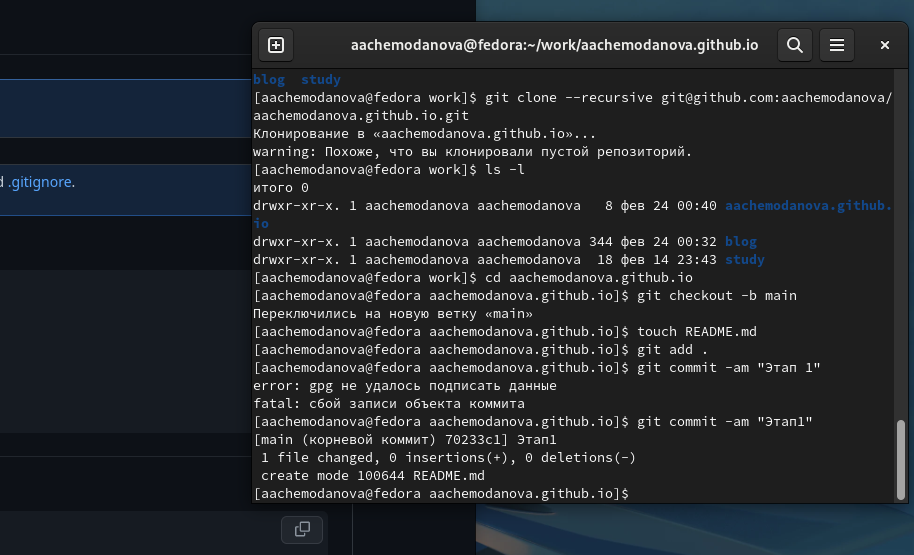 aachemodanova@fedora:~/work/aachemodanova.github.io
d .gitignore.
blog  study
[aachemodanova@fedora work]$ git clone --recursive git@github.com:aachemodanova/
aachemodanova.github.io.git
Клонирование в «aachemodanova.github.io»...
warning: Похоже, что вы клонировали пустой репозиторий.
[aachemodanova@fedora work]$ ls -l
итого 0
drwxr-xr-x. 1 aachemodanova aachemodanova   8 фев 24 00:40 aachemodanova.github.
io
drwxr-xr-x. 1 aachemodanova aachemodanova 344 фев 24 00:32 blog
drwxr-xr-x. 1 aachemodanova aachemodanova  18 фев 14 23:43 study
[aachemodanova@fedora work]$ cd aachemodanova.github.io
[aachemodanova@fedora aachemodanova.github.io]$ git checkout -b main
Переключились на новую ветку «main»
[aachemodanova@fedora aachemodanova.github.io]$ touch README.md
[aachemodanova@fedora aachemodanova.github.io]$ git add .
[aachemodanova@fedora aachemodanova.github.io]$ git commit -am "Этап 1"
error: gpg не удалось подписать данные
fatal: сбой записи объекта коммита
[aachemodanova@fedora aachemodanova.github.io]$ git commit -am "Этап1"
[main (корневой коммит) 70233c1] Этап1
 1 file changed, 0 insertions(+), 0 deletions(-)
 create mode 100644 README.md
[aachemodanova@fedora aachemodanova.github.io]$